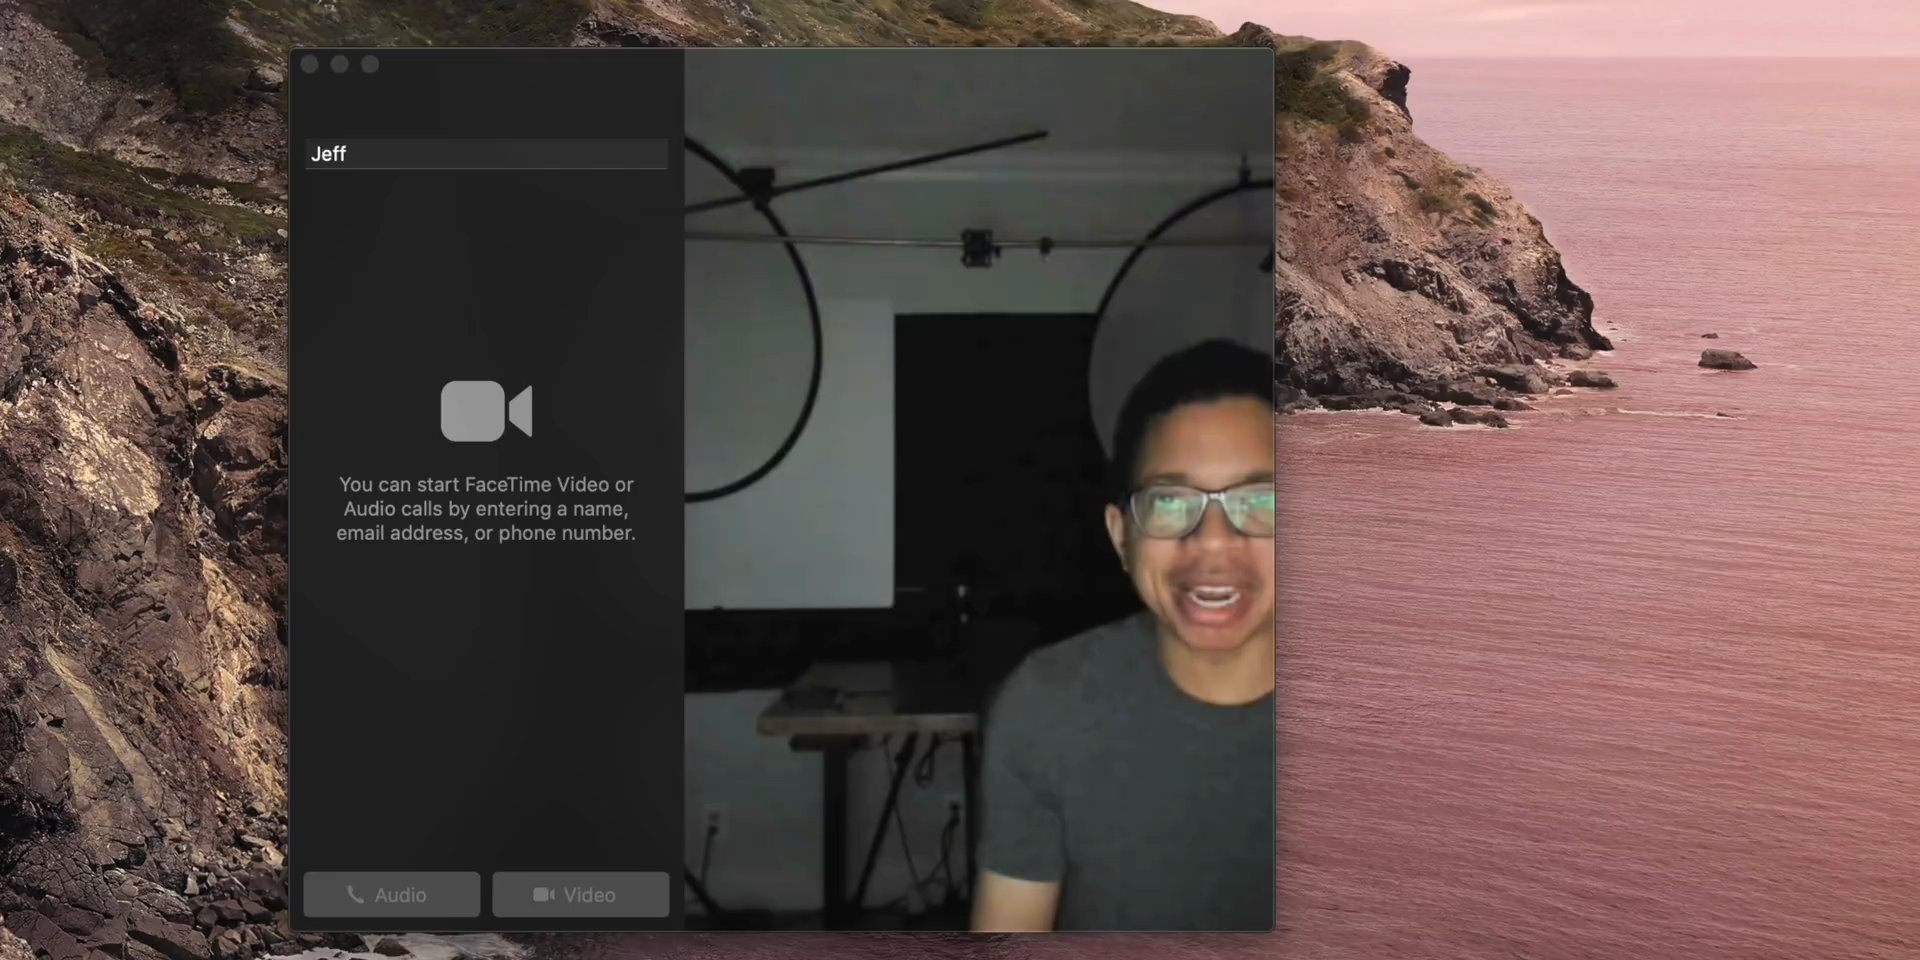 Jeff
You can start FaceTime Video or
Audio calls by entering a name,
email address, or phone number.
Audio
Video